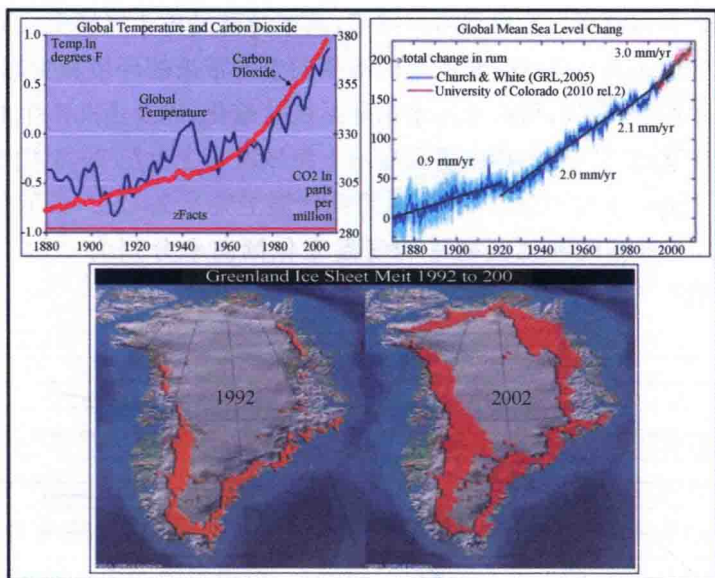 Global Temperature and Carbon Dioxide
1.0
0.5
0.0
-0.5
-1.0
Temp.In
degrees F
Global
Temperature
Carbon
Dloxide
CO2 In
parts
per
million
zFacts
380
360
330
305
280
1880
1900
1920
1940
1960
1980
2000
Global Mean Sea Level Chang
total change in rum
Church & White (GRL,2005)
University of Colorado (2010 rel.2)
3.0 mm/yr
2.1 mm/yr
2.0 mm/yr
0.9 mm/yr
200
150
100
50
0
1880
1900
1920
1940
1960
1980
2000
Greenland Ice Sheet Meit 1992 to 200
1992
2002